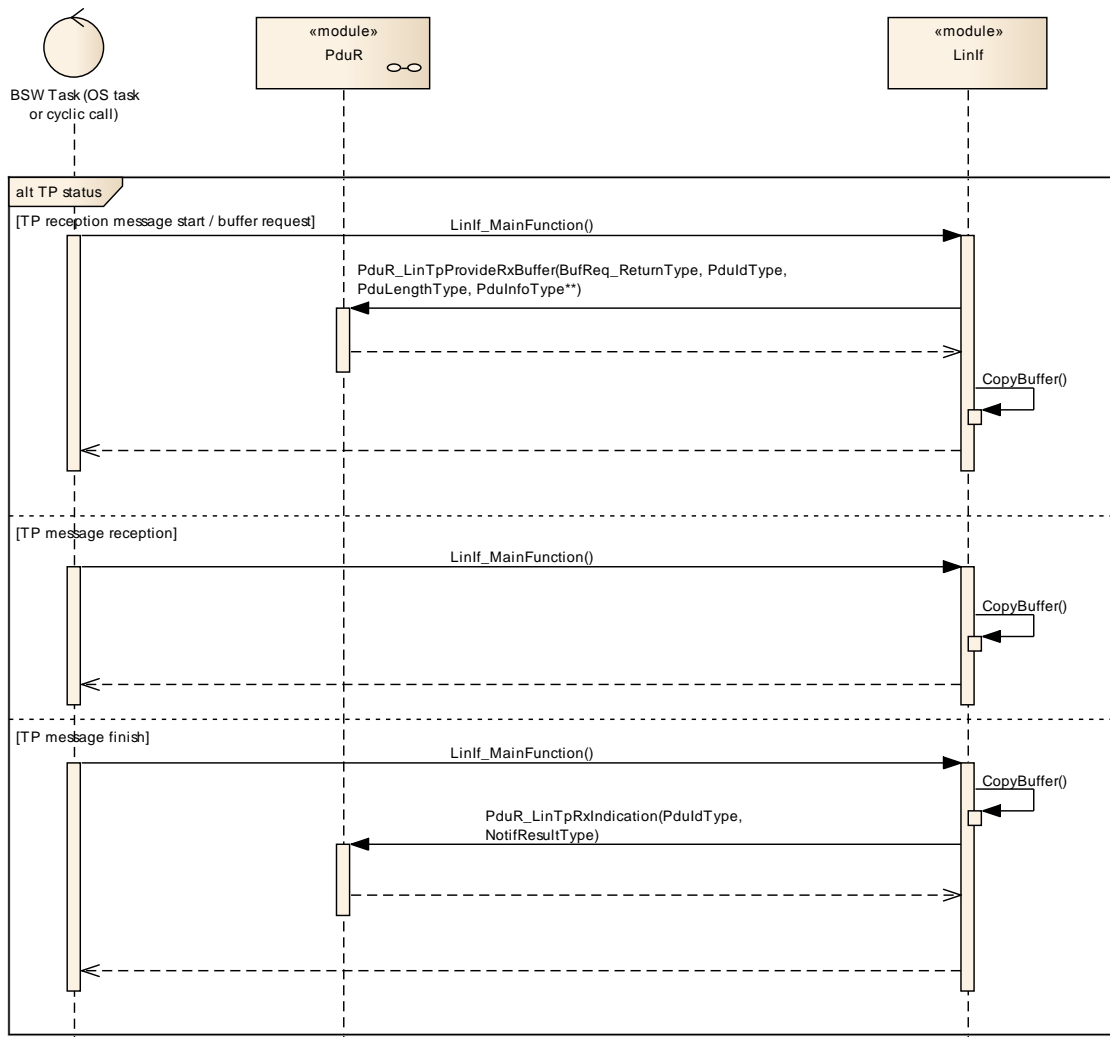 «module»
PduR
«module»
LinIf
BSW Task (OS task
or cyclic call)
alt TP status
[TP reception message start / buffer request]
LinIf_MainFunction()
PduR_LinTpProvideRxBuffer(BufReq_ReturnType, PduIdType,
PduLengthType, PduInfoType**)
CopyBuffer()
[TP message reception]
LinIf_MainFunction()
CopyBuffer()
[TP message finish]
LinIf_MainFunction()
CopyBuffer()
PduR_LinTpRxIndication(PduIdType,
NotifResultType)